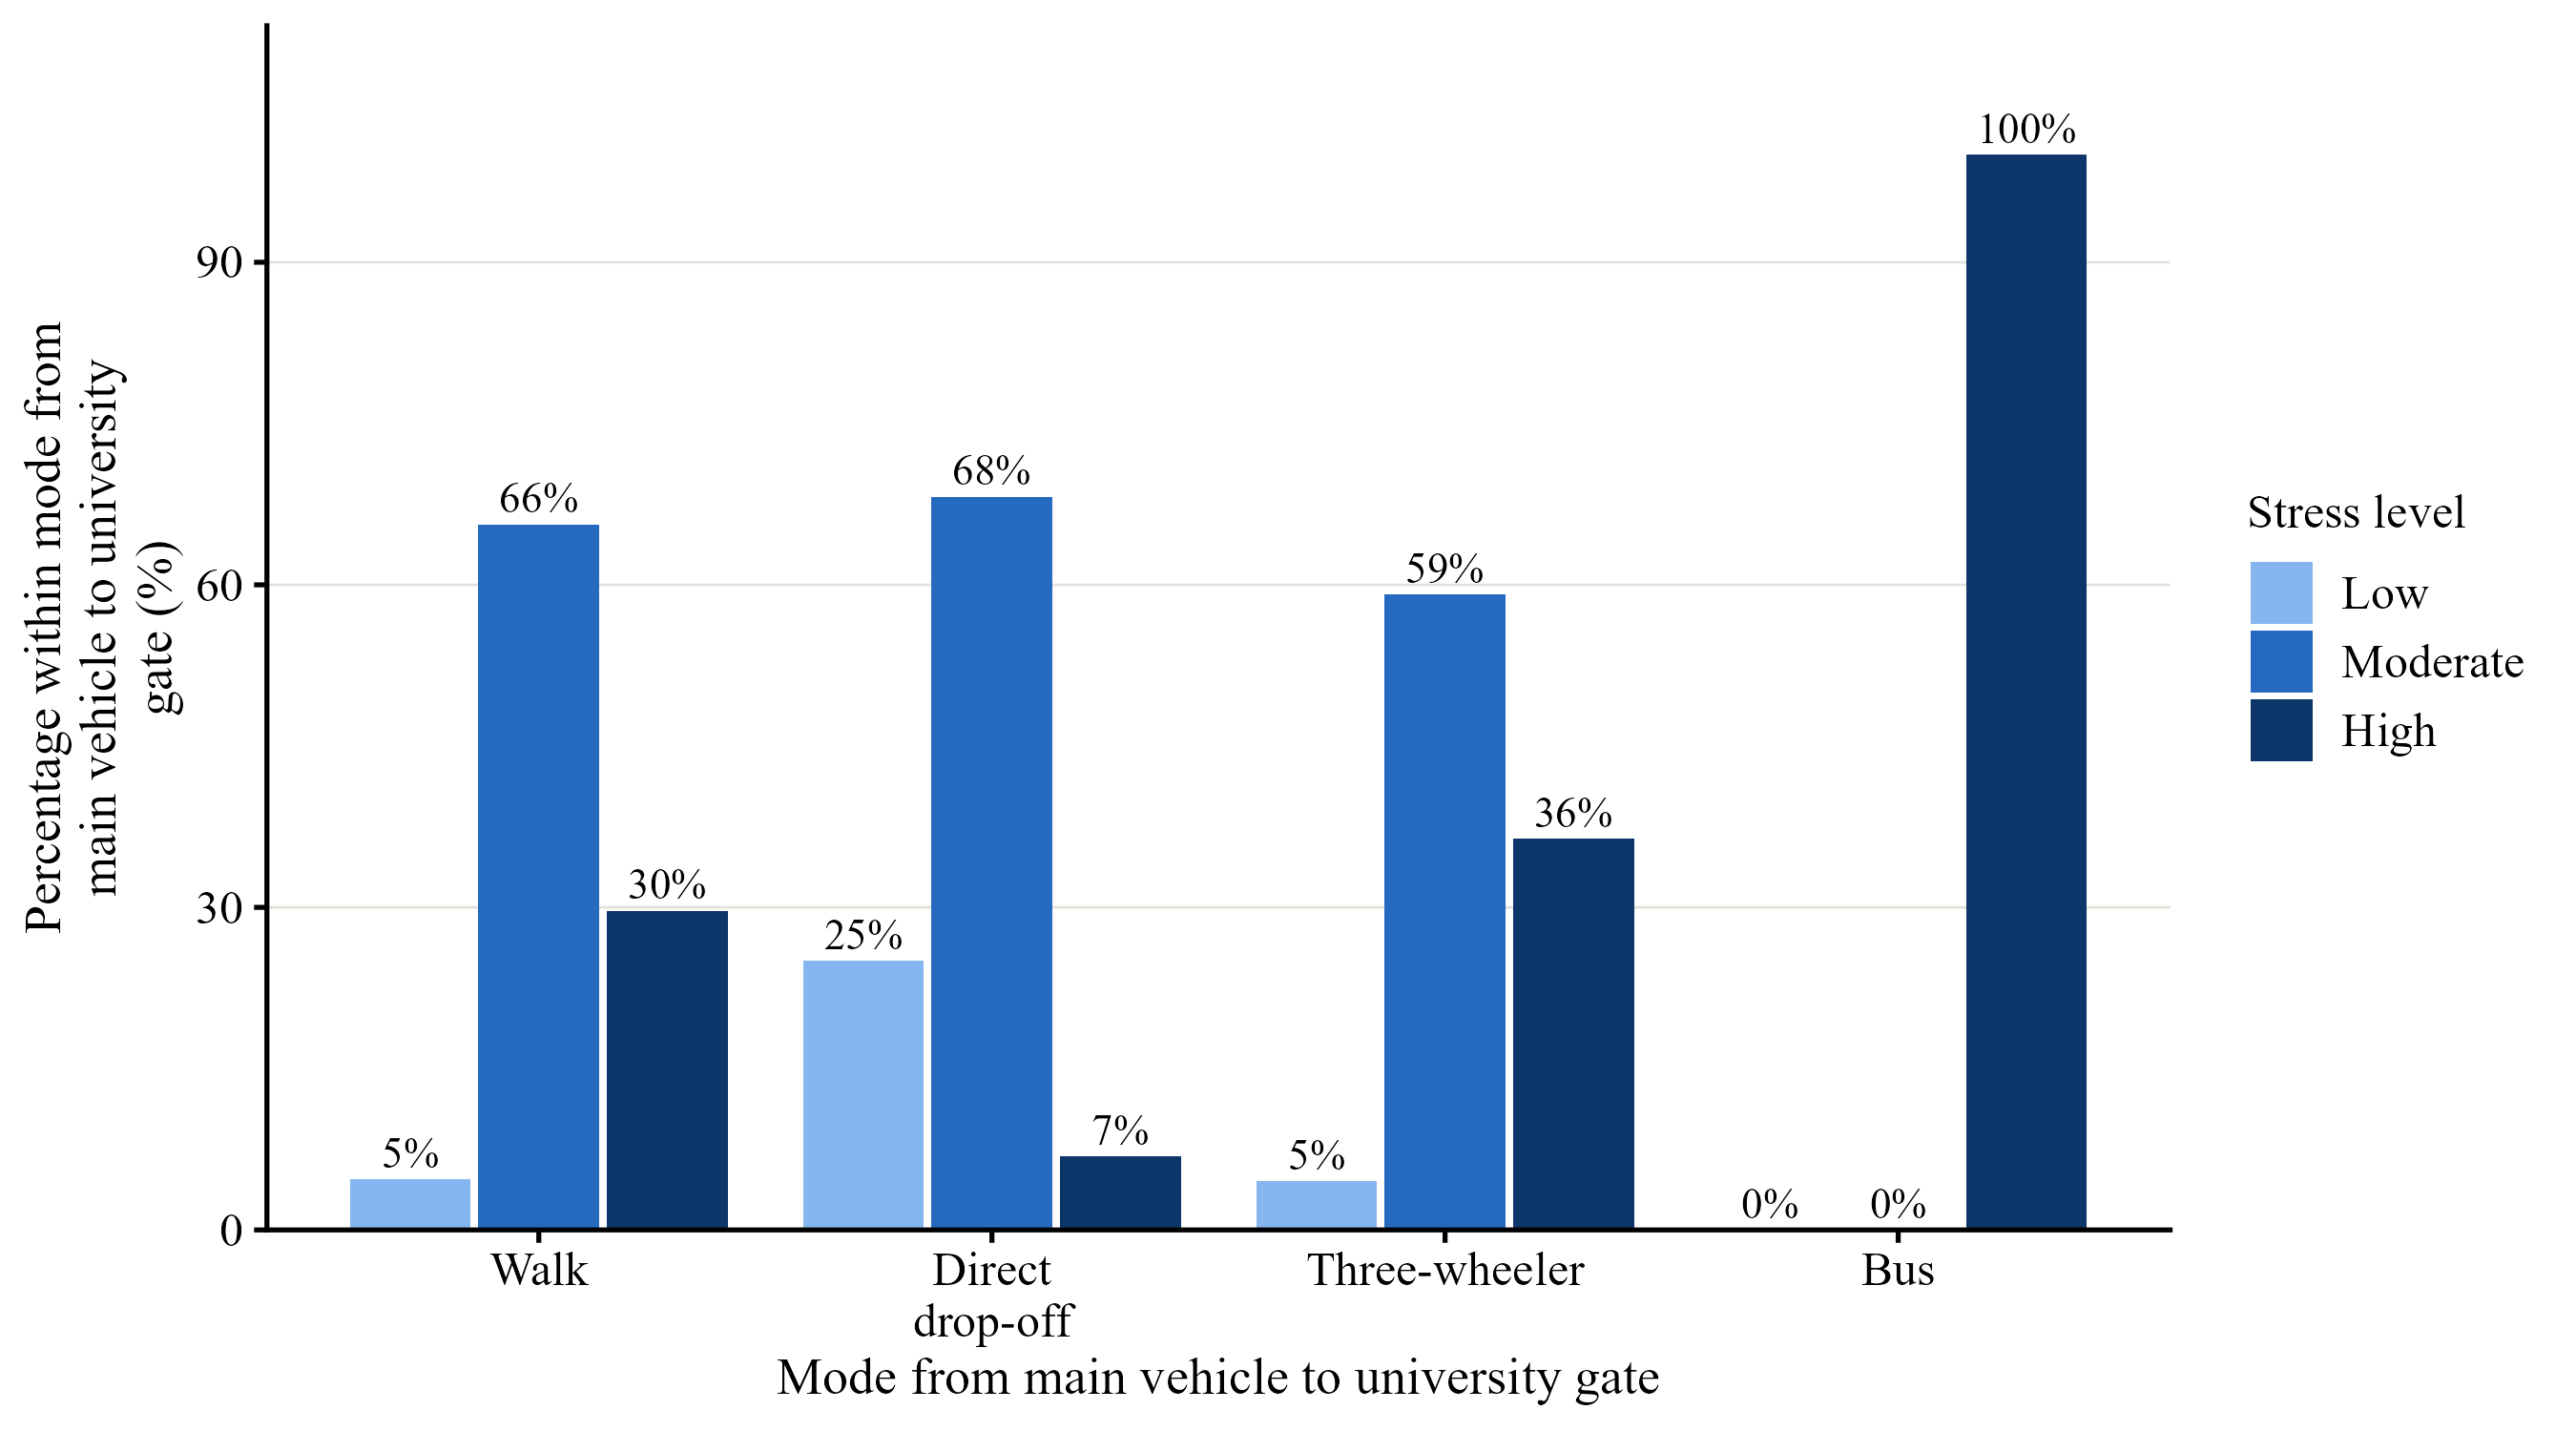 100%
90
68%
66%
60
59%
36%
30
30%
25%
7%
5%
5%
0%
0%
0
Walk
Direct
drop-off
Three-wheeler
Bus
Mode from main vehicle to university gate
Percentage within mode from
main vehicle to university
gate (%)
Stress level
Low
Moderate
High